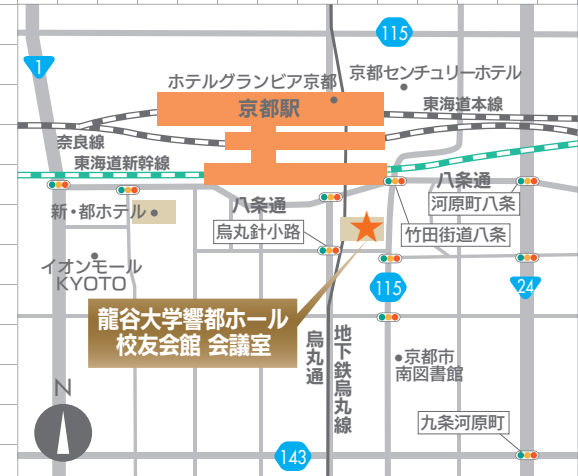 115
1
ホテルグランビア京都
京都センチュリーホテル
京都駅
東海道本線
奈良線
東海道新幹線
八条通
八条通
河原町八条
新・都ホテル
烏丸針小路
竹田街道八条
イオンモール
KYOTO
115
24
龍谷大学響都ホール
校友会館 会議室
烏丸通
地下鉄烏丸線
京都市
南図書館
N
九条河原町
143